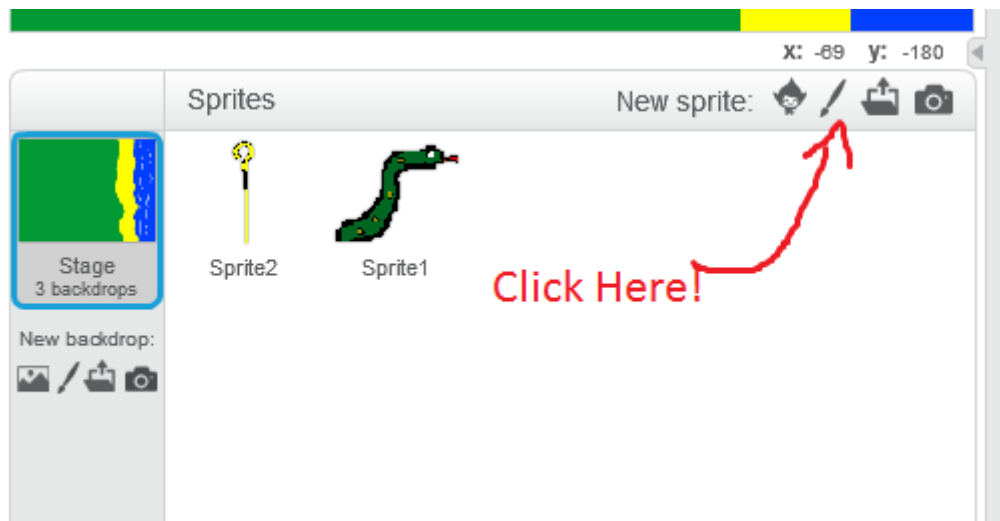 x: -69 y: -180
Sprites New sprite:
Sprite2 Sprite1
Stage
3 backdrops
Click Here!
New backdrop: